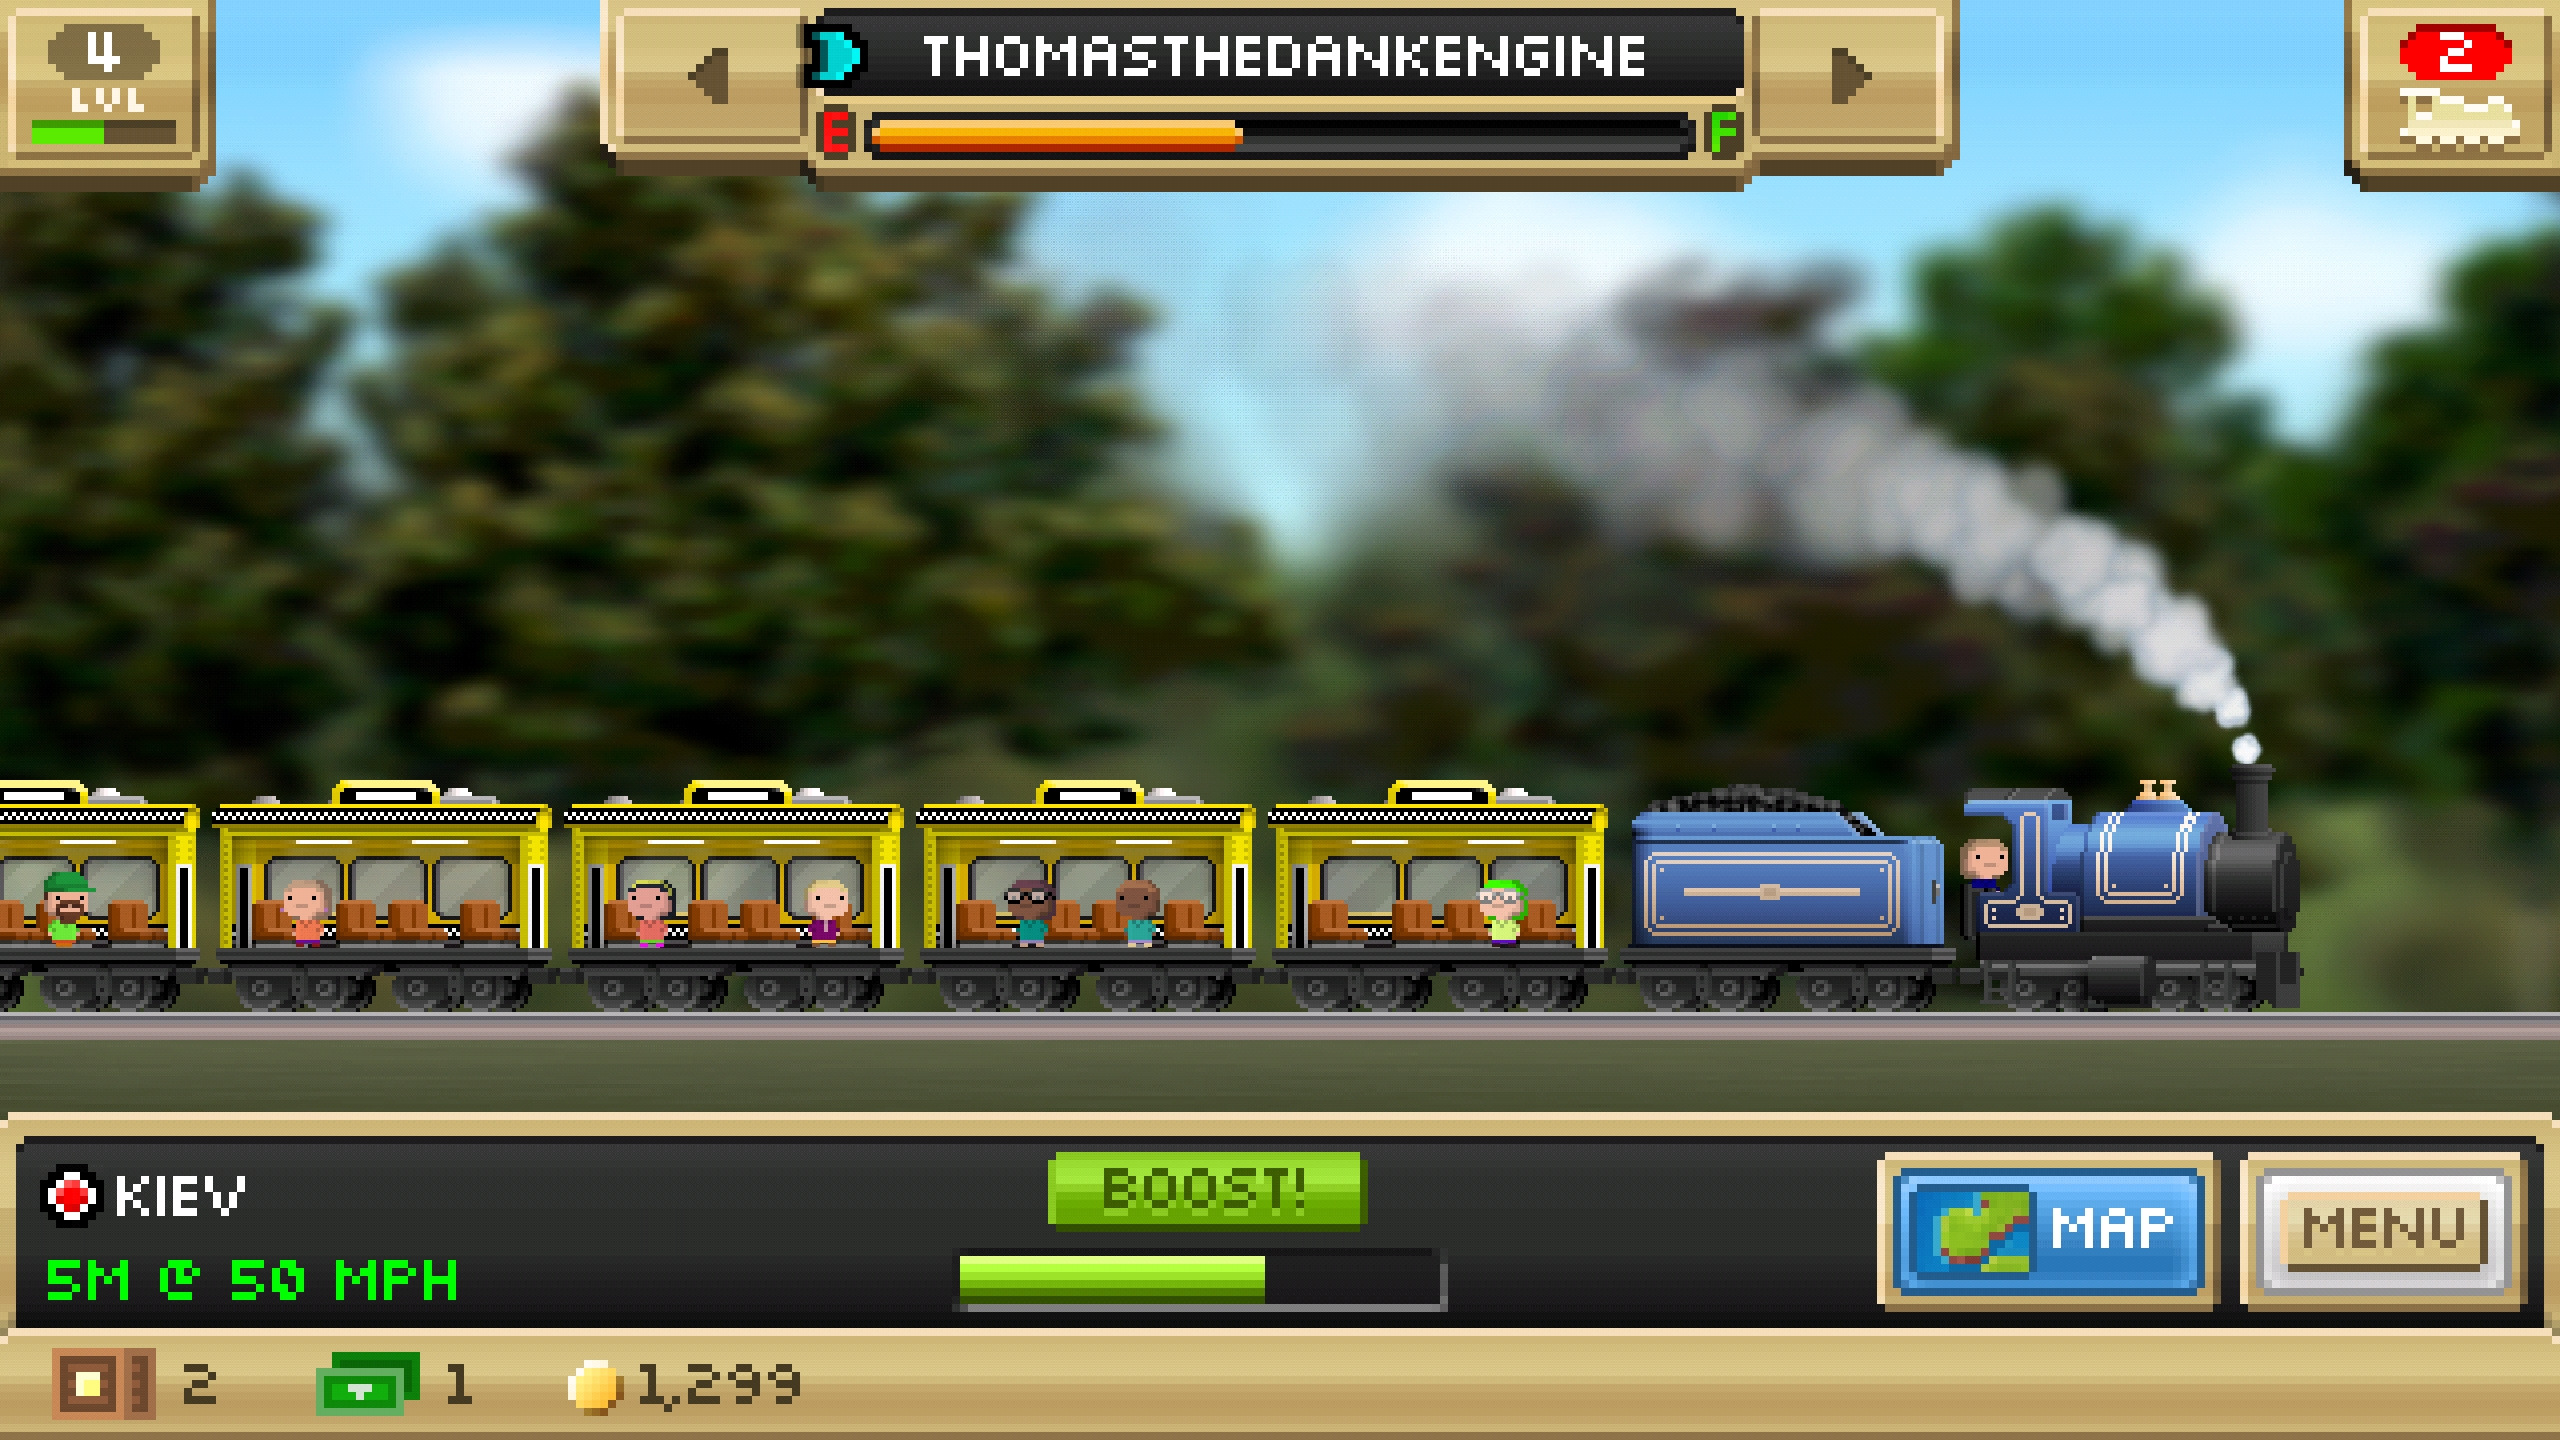 4
LVL
THOMASTHEDANKENGINE
E F
2
KIEV
5M @ 50 MPH
BOOST!
MAP
MENU
2 1 1,299